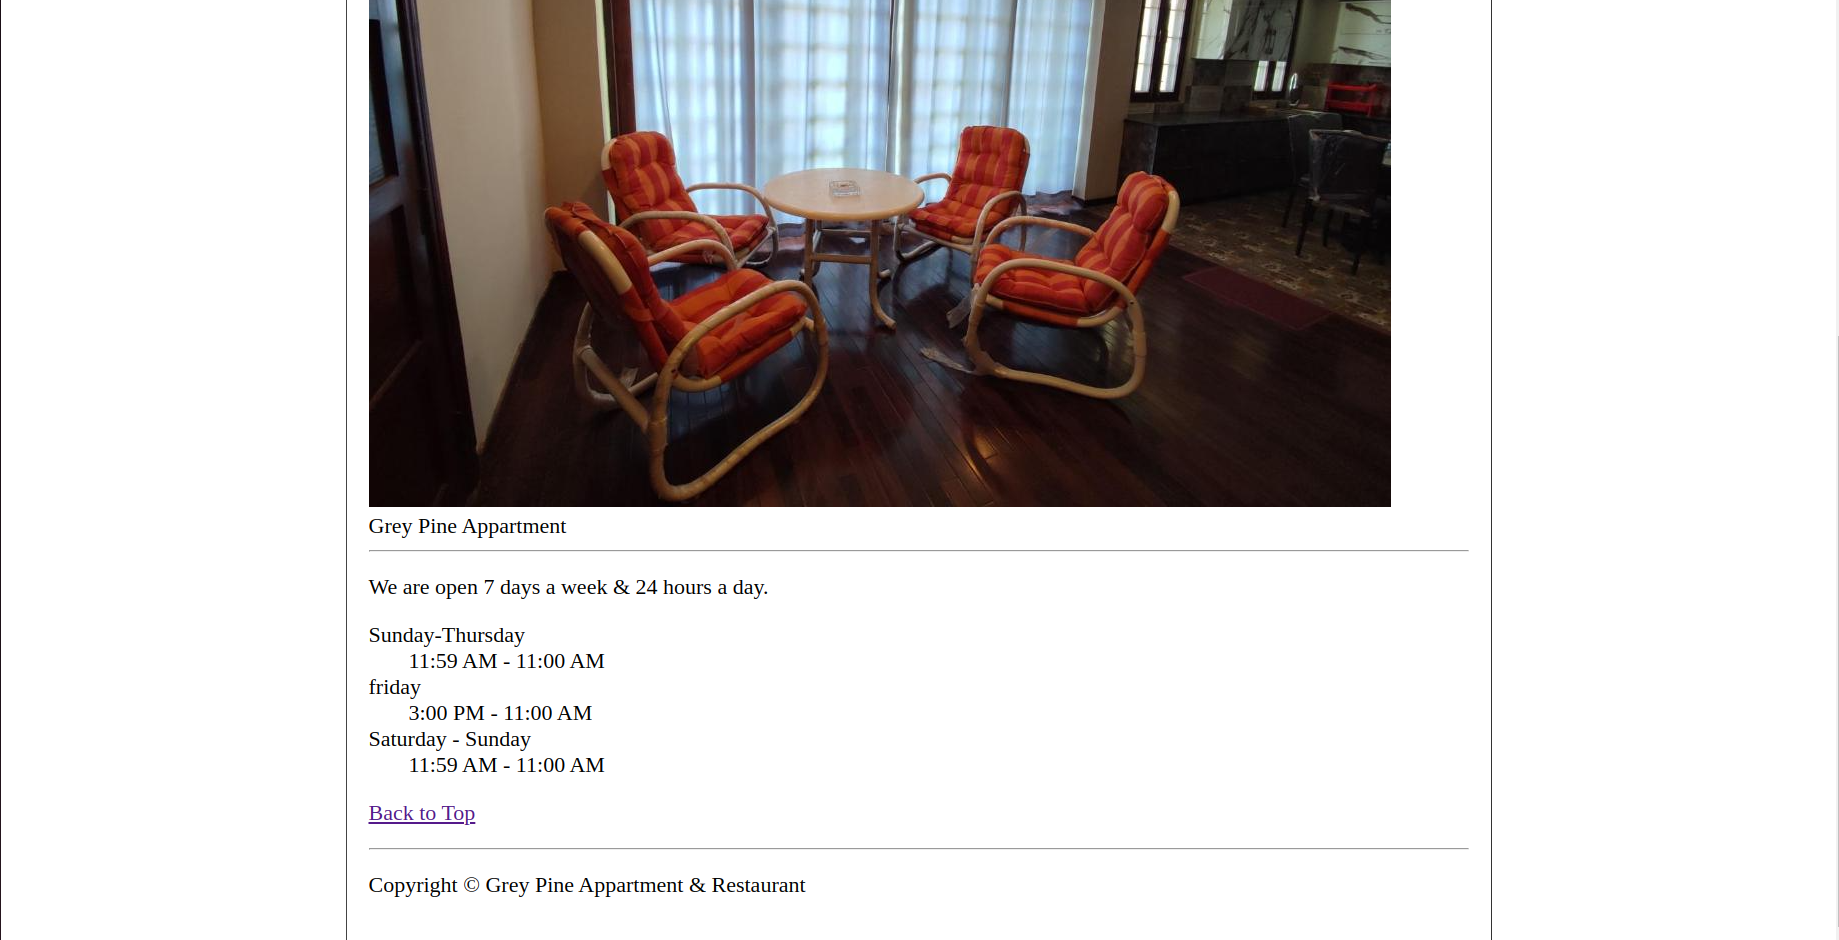 Grey Pine Appartment
We are open 7 days a week & 24 hours a day.
Sunday-Thursday
11:59 AM - 11:00 AM
friday
3:00 PM - 11:00 AM
Saturday - Sunday
11:59 AM - 11:00 AM
Back to Top
Copyright © Grey Pine Appartment & Restaurant